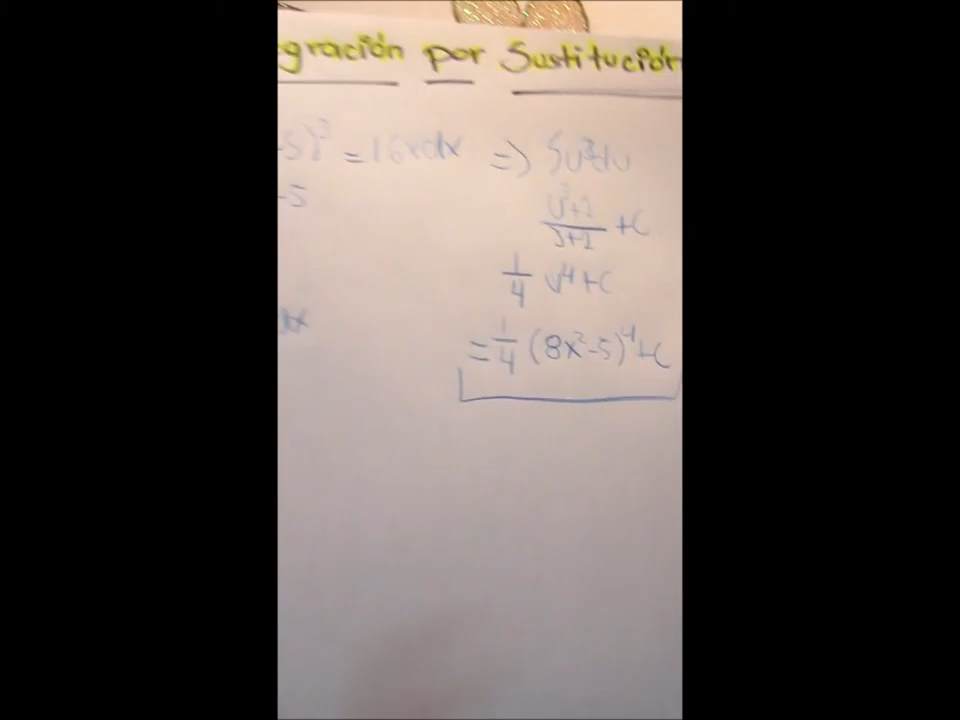 gración por Sustitución
-5)³ = 16xdx => ∫u³du
-5
u³⁺¹/3+1 + C
1/4 u⁴ + C
dx
= 1/4 (8x²-5)⁴ + C